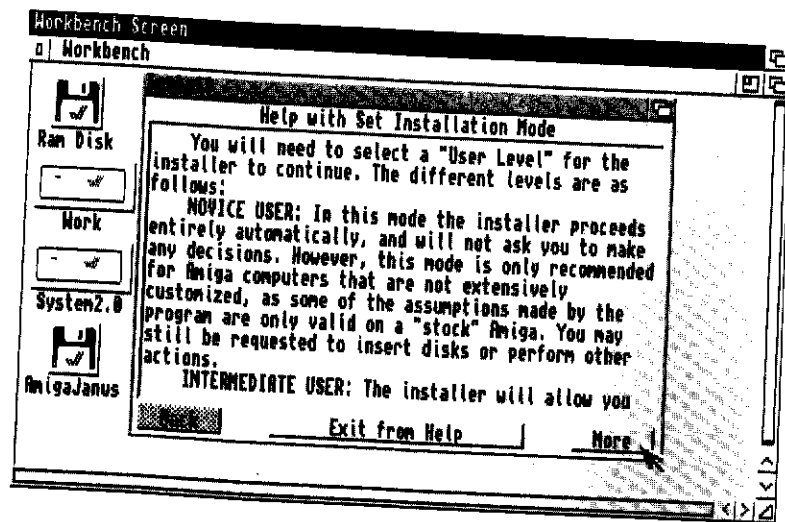 Workbench Screen
Workbench
Ram Disk
Work
System2.0
AmigaJanus
Help with Set Installation Mode
You will need to select a "User Level" for the
installer to continue. The different levels are as
follows:
NOVICE USER: In this mode the installer proceeds
entirely automatically, and will not ask you to make
any decisions. However, this mode is only recommended
for Amiga computers that are not extensively
customized, as some of the assumptions made by the
program are only valid on a "stock" Amiga. You may
still be requested to insert disks or perform other
actions.
INTERMEDIATE USER: The installer will allow you
Back
Exit from Help
More